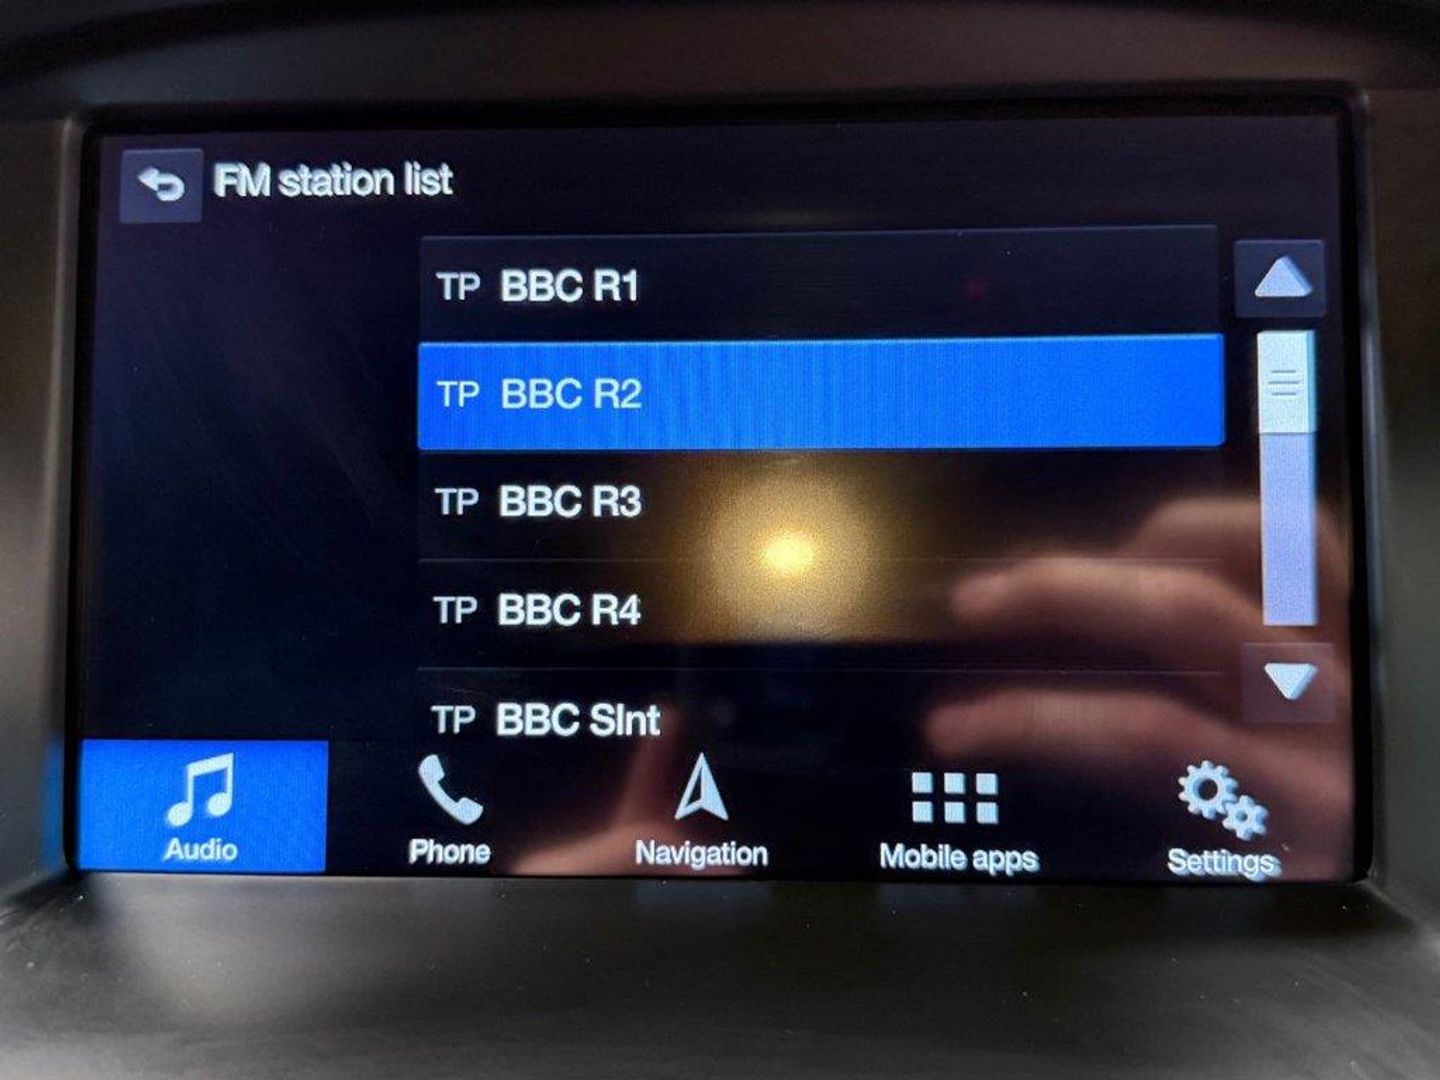 FM station list
TP BBC R1
TP BBC R2
TP BBC R3
TP BBC R4
TP BBC SInt
Audio Phone Navigation Mobile apps Settings